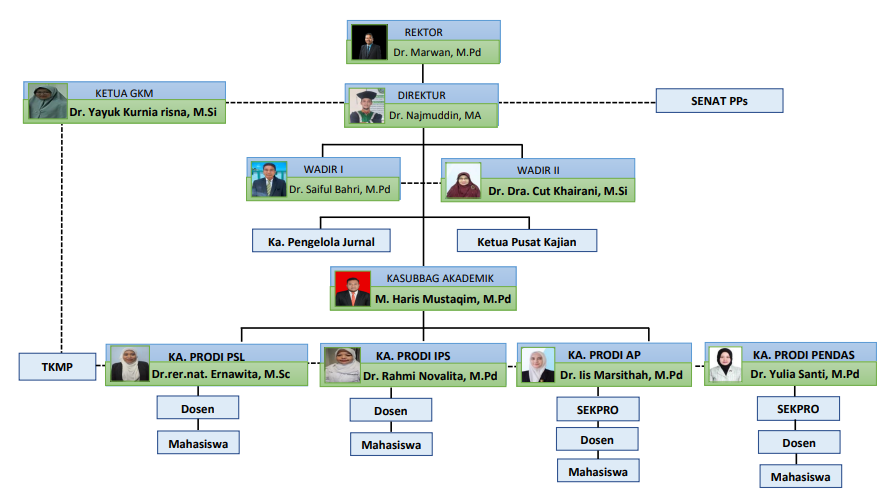 REKTOR
Dr. Marwan, M.Pd
KETUA GKM
Dr. Yayuk Kurnia risna, M.Si
DIREKTUR
Dr. Najmuddin, MA
SENAT PPs
WADIR I
Dr. Saiful Bahri, M.Pd
WADIR II
Dr. Dra. Cut Khairani, M.Si
Ka. Pengelola Jurnal
Ketua Pusat Kajian
KASUBBAG AKADEMIK
M. Haris Mustaqim, M.Pd
TKMP
KA. PRODI PSL
Dr.rer.nat. Ernawita, M.Sc
KA. PRODI IPS
Dr. Rahmi Novalita, M.Pd
KA. PRODI AP
Dr. Iis Marsithah, M.Pd
KA. PRODI PENDAS
Dr. Yulia Santi, M.Pd
Dosen
Mahasiswa
Dosen
Mahasiswa
SEKPRO
Dosen
Mahasiswa
SEKPRO
Dosen
Mahasiswa